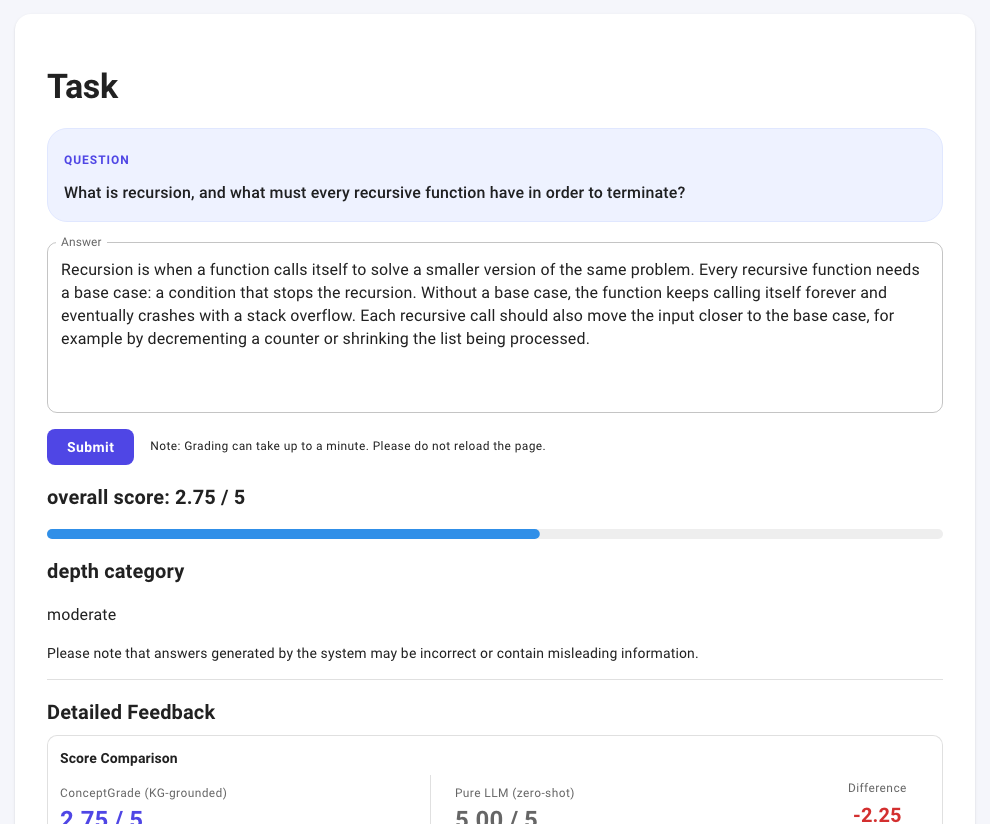 Task
QUESTION
What is recursion, and what must every recursive function have in order to terminate?
Answer
Recursion is when a function calls itself to solve a smaller version of the same problem. Every recursive function needs
a base case: a condition that stops the recursion. Without a base case, the function keeps calling itself forever and
eventually crashes with a stack overflow. Each recursive call should also move the input closer to the base case, for
example by decrementing a counter or shrinking the list being processed.
Submit
Note: Grading can take up to a minute. Please do not reload the page.
overall score: 2.75 / 5
depth category
moderate
Please note that answers generated by the system may be incorrect or contain misleading information.
Detailed Feedback
Score Comparison
ConceptGrade (KG-grounded)
2.75 / 5
Pure LLM (zero-shot)
5.00 / 5
Difference
-2.25